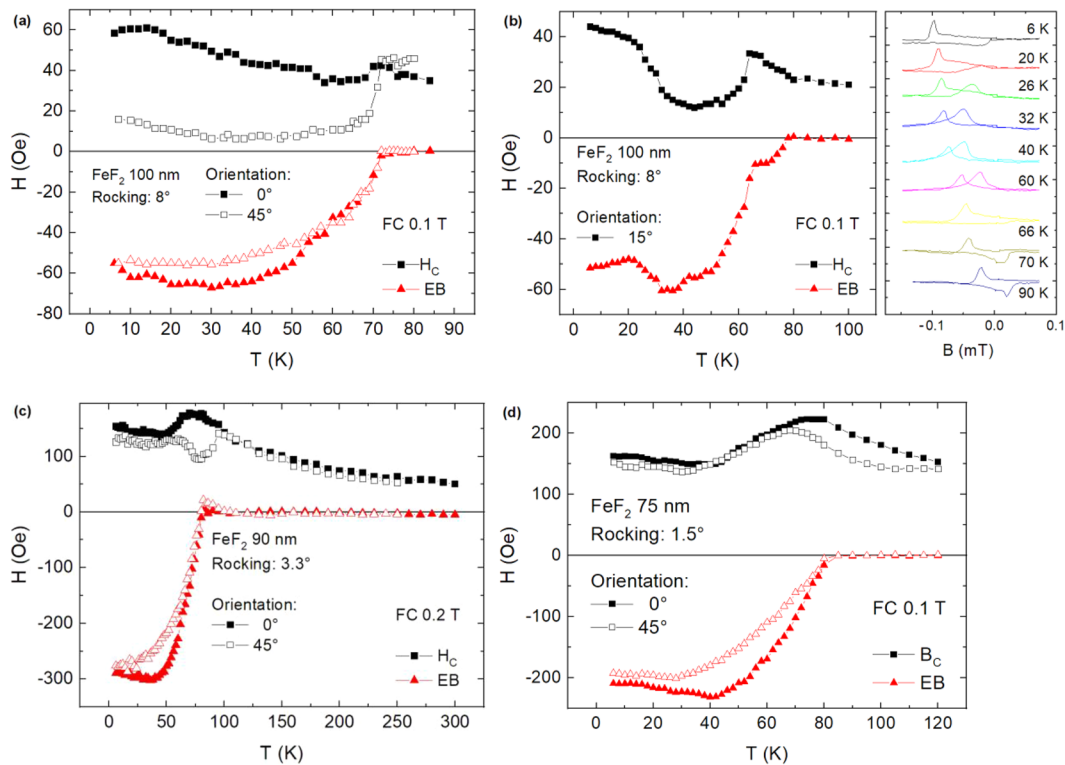 (a)
60
40
20
0
-20
-40
-60
80
H (Oe)
FeF2 100 nm
Rocking: 8°
Orientation:
0°
45°
FC 0.1 T
HC
EB
0 10 20 30 40 50 60 70 80 90
T (K)
(b)
40
20
0
-20
-40
-60
H (Oe)
FeF2 100 nm
Rocking: 8°
Orientation:
15°
FC 0.1 T
HC
EB
0 20 40 60 80 100
T (K)
6 K
20 K
26 K
32 K
40 K
60 K
66 K
70 K
90 K
-0.1 0.0 0.1
B (mT)
(c)
100
0
-100
-200
-300
H (Oe)
FeF2 90 nm
Rocking: 3.3°
Orientation:
0°
45°
FC 0.2 T
HC
EB
0 50 100 150 200 250 300
T (K)
(d)
200
100
0
-100
-200
H (Oe)
FeF2 75 nm
Rocking: 1.5°
Orientation:
0°
45°
FC 0.1 T
BC
EB
0 20 40 60 80 100 120
T (K)